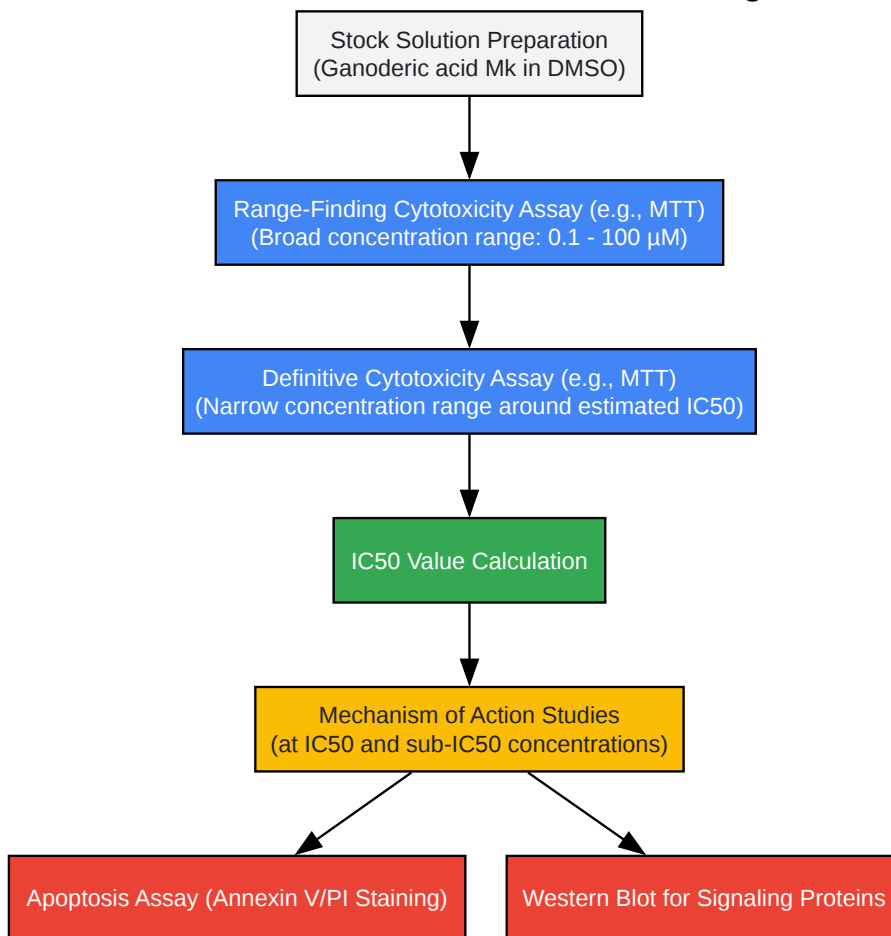 Stock Solution Preparation
(Ganoderic acid Mk in DMSO)
Range-Finding Cytotoxicity Assay (e.g., MTT)
(Broad concentration range: 0.1 - 100 µM)
Definitive Cytotoxicity Assay (e.g., MTT)
(Narrow concentration range around estimated IC50)
IC50 Value Calculation
Mechanism of Action Studies
(at IC50 and sub-IC50 concentrations)
Apoptosis Assay (Annexin V/PI Staining)
Western Blot for Signaling Proteins